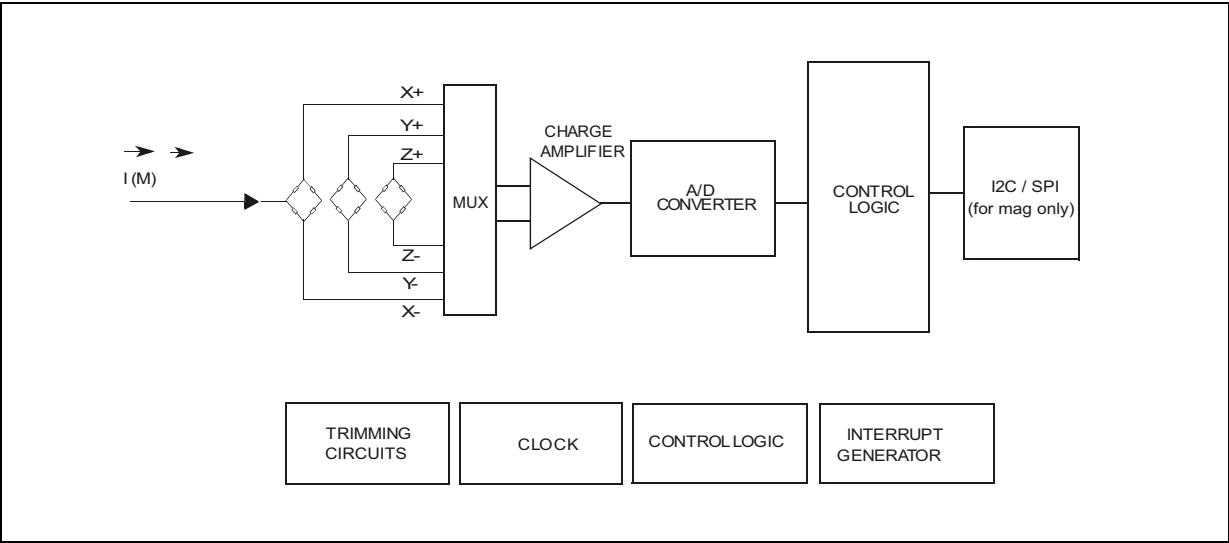 X+
Y+
Z+
I (M)
MUX
Z-
Y-
X-
CHARGE
AMPLIFIER
A/D
CONVERTER
CONTROL
LOGIC
I2C / SPI
(for mag only)
TRIMMING
CIRCUITS
CLOCK
CONTROL LOGIC
INTERRUPT
GENERATOR